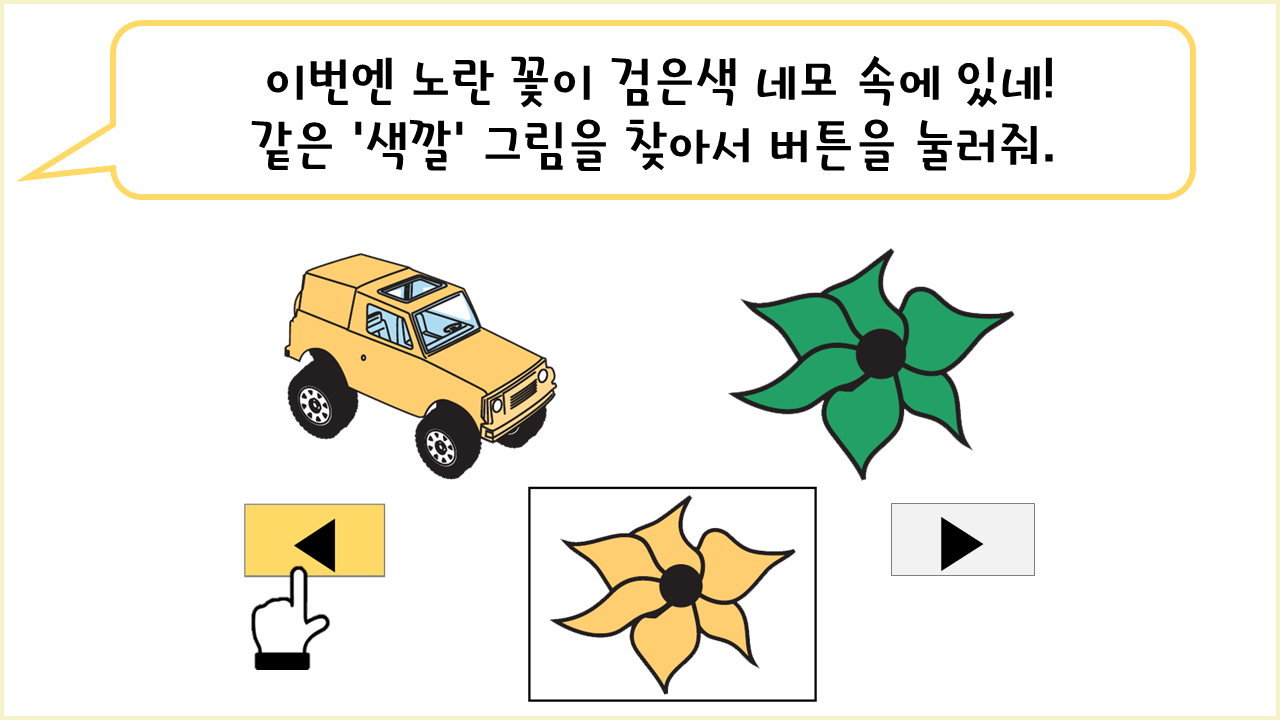 이번엔 노란 꽃이 검은색 네모 속에 있네!
같은 '색깔' 그림을 찾아서 버튼을 눌러줘.